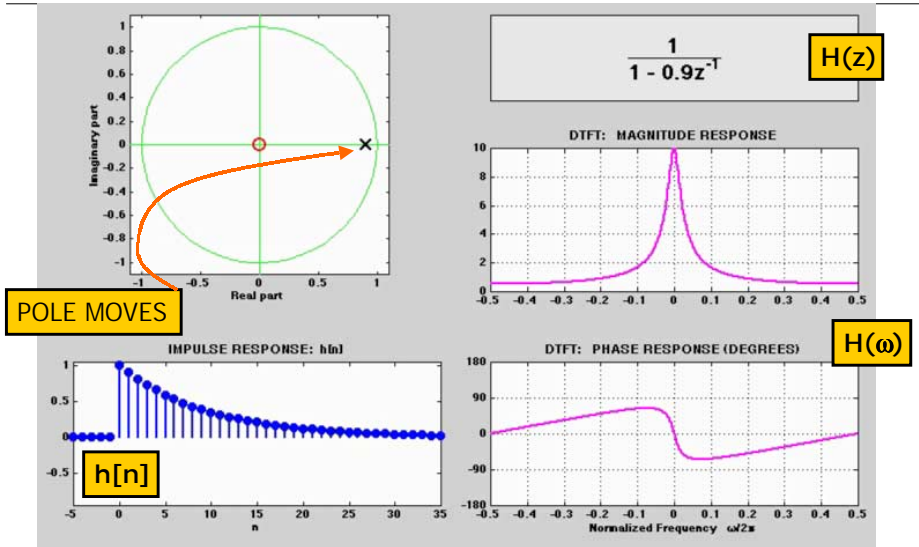 1
0.8
0.6
0.4
0.2
0
-0.2
-0.4
-0.6
-0.8
-1
Imaginary part
-1 -0.5 0 0.5 1
Real part
POLE MOVES
1
1 - 0.9z⁻¹
H(z)
DTFT: MAGNITUDE RESPONSE
10
8
6
4
2
0
-0.5 -0.4 -0.3 -0.2 -0.1 0 0.1 0.2 0.3 0.4 0.5
IMPULSE RESPONSE: h[n]
1
0.5
0
-0.5
h[n]
-5 0 5 10 15 20 25 30 35
n
DTFT: PHASE RESPONSE (DEGREES)
H(ω)
180
90
0
-90
-180
-0.5 -0.4 -0.3 -0.2 -0.1 0 0.1 0.2 0.3 0.4 0.5
Normalized Frequency ω/2π